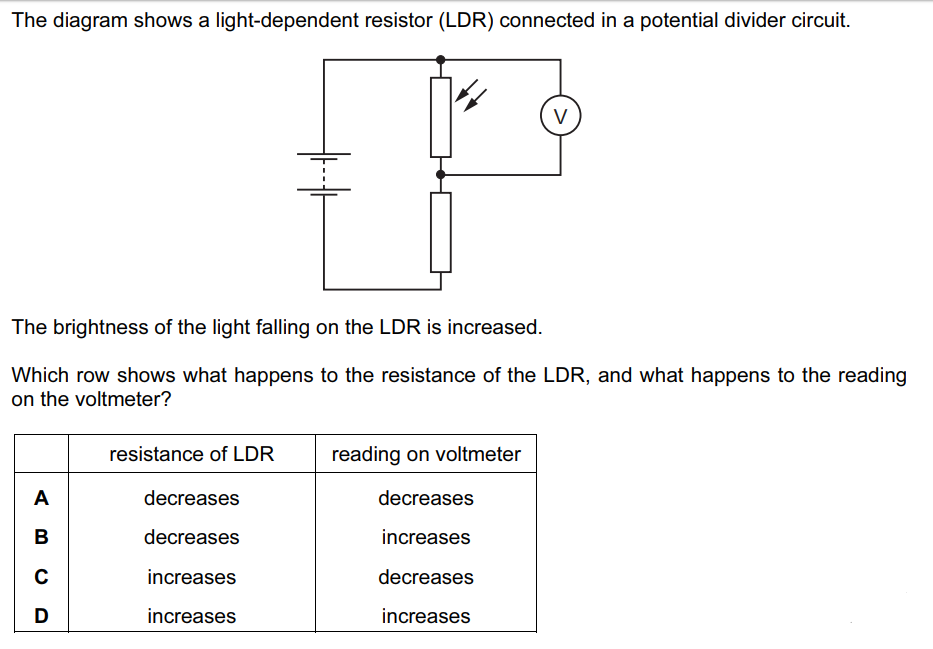 The diagram shows a light-dependent resistor (LDR) connected in a potential divider circuit.
V
The brightness of the light falling on the LDR is increased.
Which row shows what happens to the resistance of the LDR, and what happens to the reading
on the voltmeter?
resistance of LDR reading on voltmeter
A decreases decreases
B decreases increases
C increases decreases
D increases increases